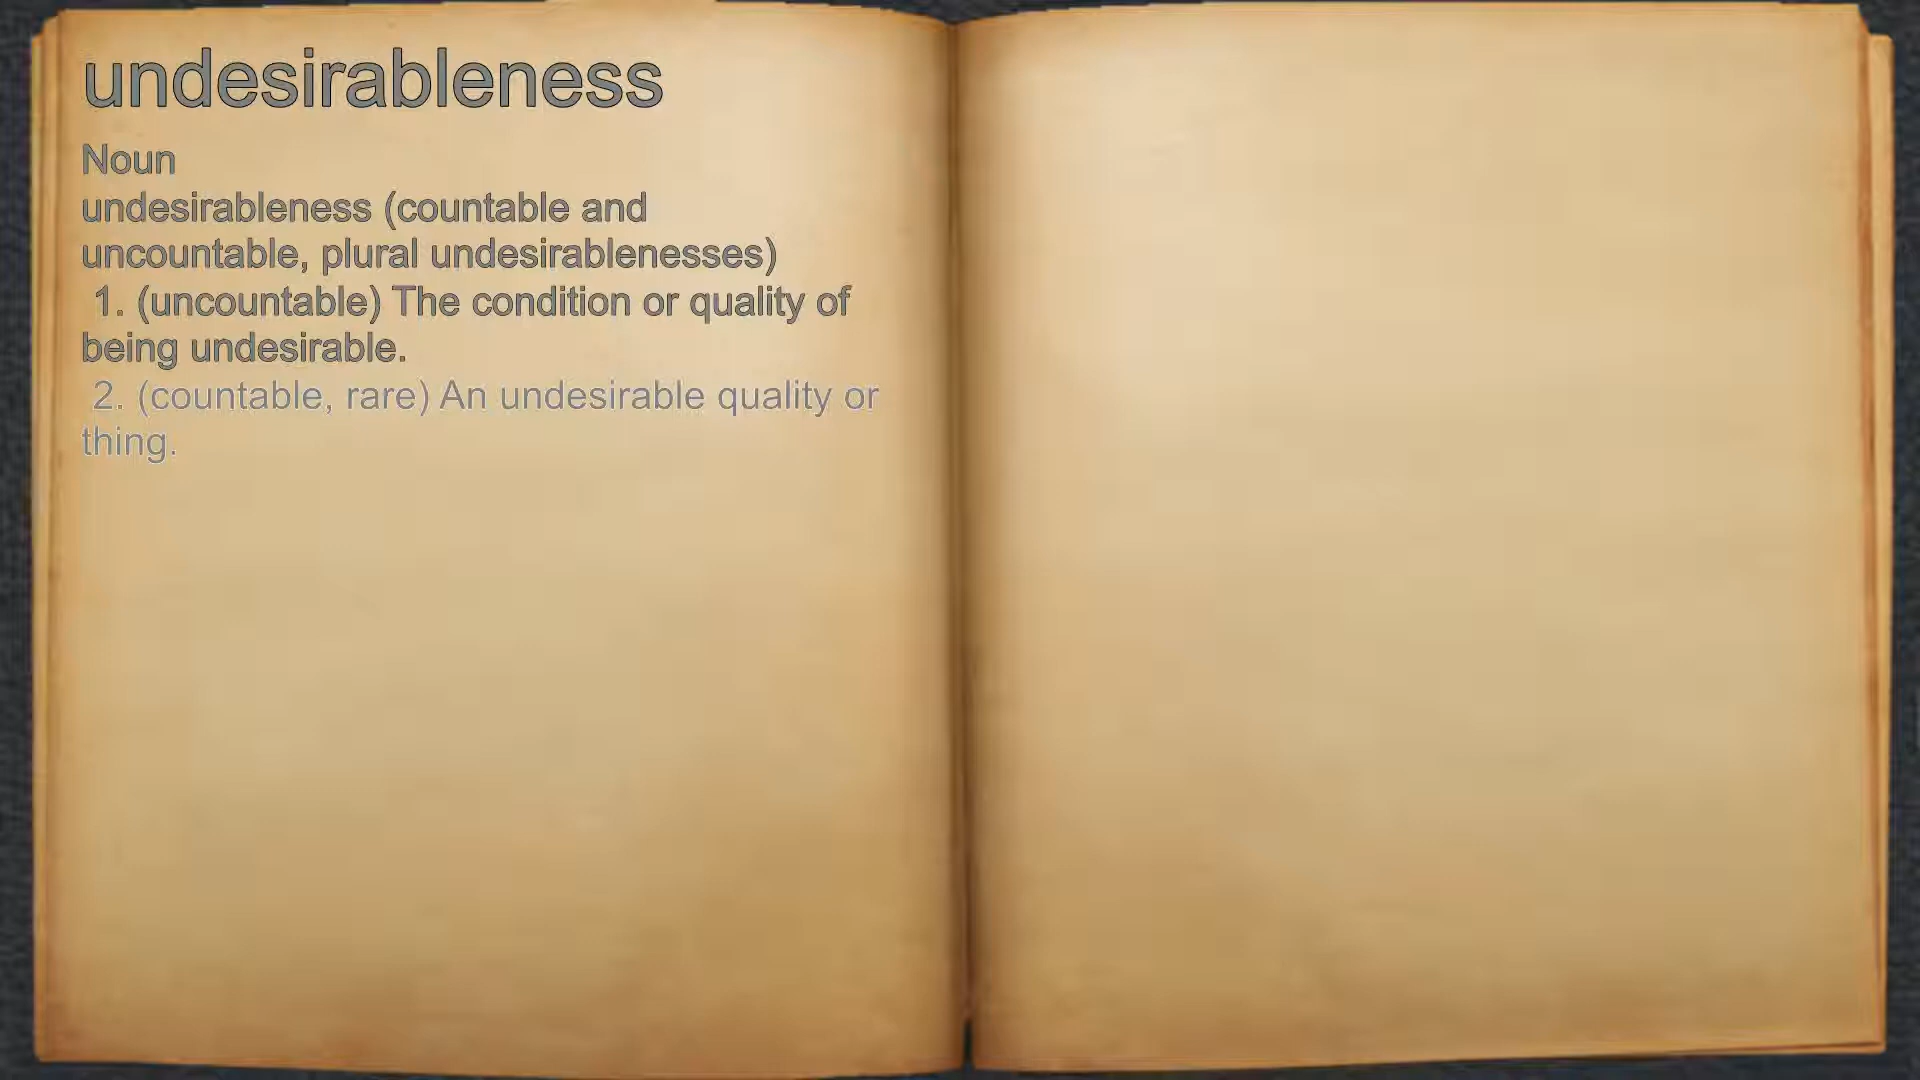 undesirableness
Noun
undesirableness (countable and
uncountable, plural undesirablenesses)
1. (uncountable) The condition or quality of
being undesirable.
2. (countable, rare) An undesirable quality or
thing.